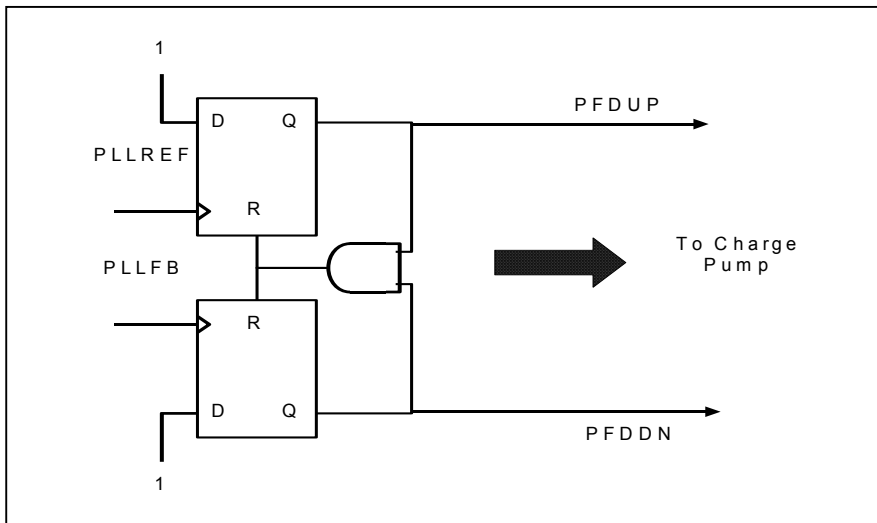 1
D Q
PFDUP
PLLREF
R
PLLFB
To Charge
Pump
R
D Q
PFDDN
1